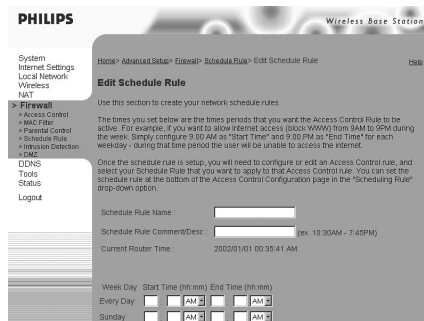 PHILIPS
Wireless Base Station
System
Internet Settings
Local Network
Wireless
NAT
> Firewall
» Access Control
» MAC Filter
» Parental Control
» Schedule Rule
» Intrusion Detection
» DMZ
DDNS
Tools
Status
Logout
Home> Advanced Setup> Firewall> Schedule Rule> Edit Schedule Rule
Help
Edit Schedule Rule
Use this section to create your network schedule rules.
The times you set below are the times periods that you want the Access Control Rule to be
active. For example, if you want to allow internet access (block WWW) from 9AM to 9PM during
the week. Simply configure 9:00 AM as "Start Time" and 9:00 PM as "End Time" for each
weekday - during that time period the user will be unable to access the internet.
Once the schedule rule is setup, you will need to configure or edit an Access Control rule, and
select your Schedule Rule that you want to apply to that Access Control rule. You can set the
schedule rule at the bottom of the Access Control Configuration page in the "Scheduling Rule"
drop-down option.
Schedule Rule Name :
Schedule Rule Comment/Desc : (ex. 10:30AM - 7:45PM)
Current Router Time : 2002/01/01 00:35:41 AM
Week Day Start Time (hh:mm) End Time (hh:mm)
Every Day : AM : AM
Sunday : AM : AM